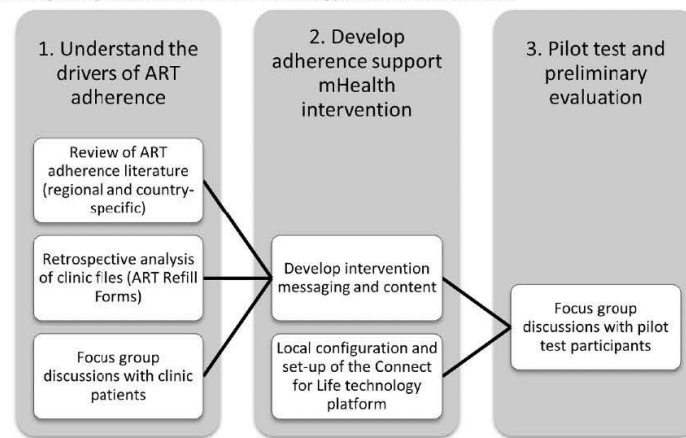 1. Understand the
drivers of ART
adherence
Review of ART
adherence literature
(regional and country-
specific)
Retrospective analysis
of clinic files (ART Refill
Forms)
Focus group
discussions with clinic
patients
2. Develop
adherence support
mHealth
intervention
Develop intervention
messaging and content
Local configuration and
set-up of the Connect
for Life technology
platform
3. Pilot test and
preliminary
evaluation
Focus group
discussions with pilot
test participants